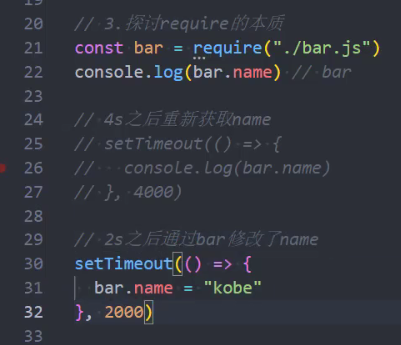 20 // 3.探讨require的本质
21 const bar = require("./bar.js")
22 console.log(bar.name) // bar
23
24 // 4s之后重新获取name
25 // setTimeout(() => {
26 //   console.log(bar.name)
27 // }, 4000)
28
29 // 2s之后通过bar修改了name
30 setTimeout(() => {
31   bar.name = "kobe"
32 }, 2000)
33